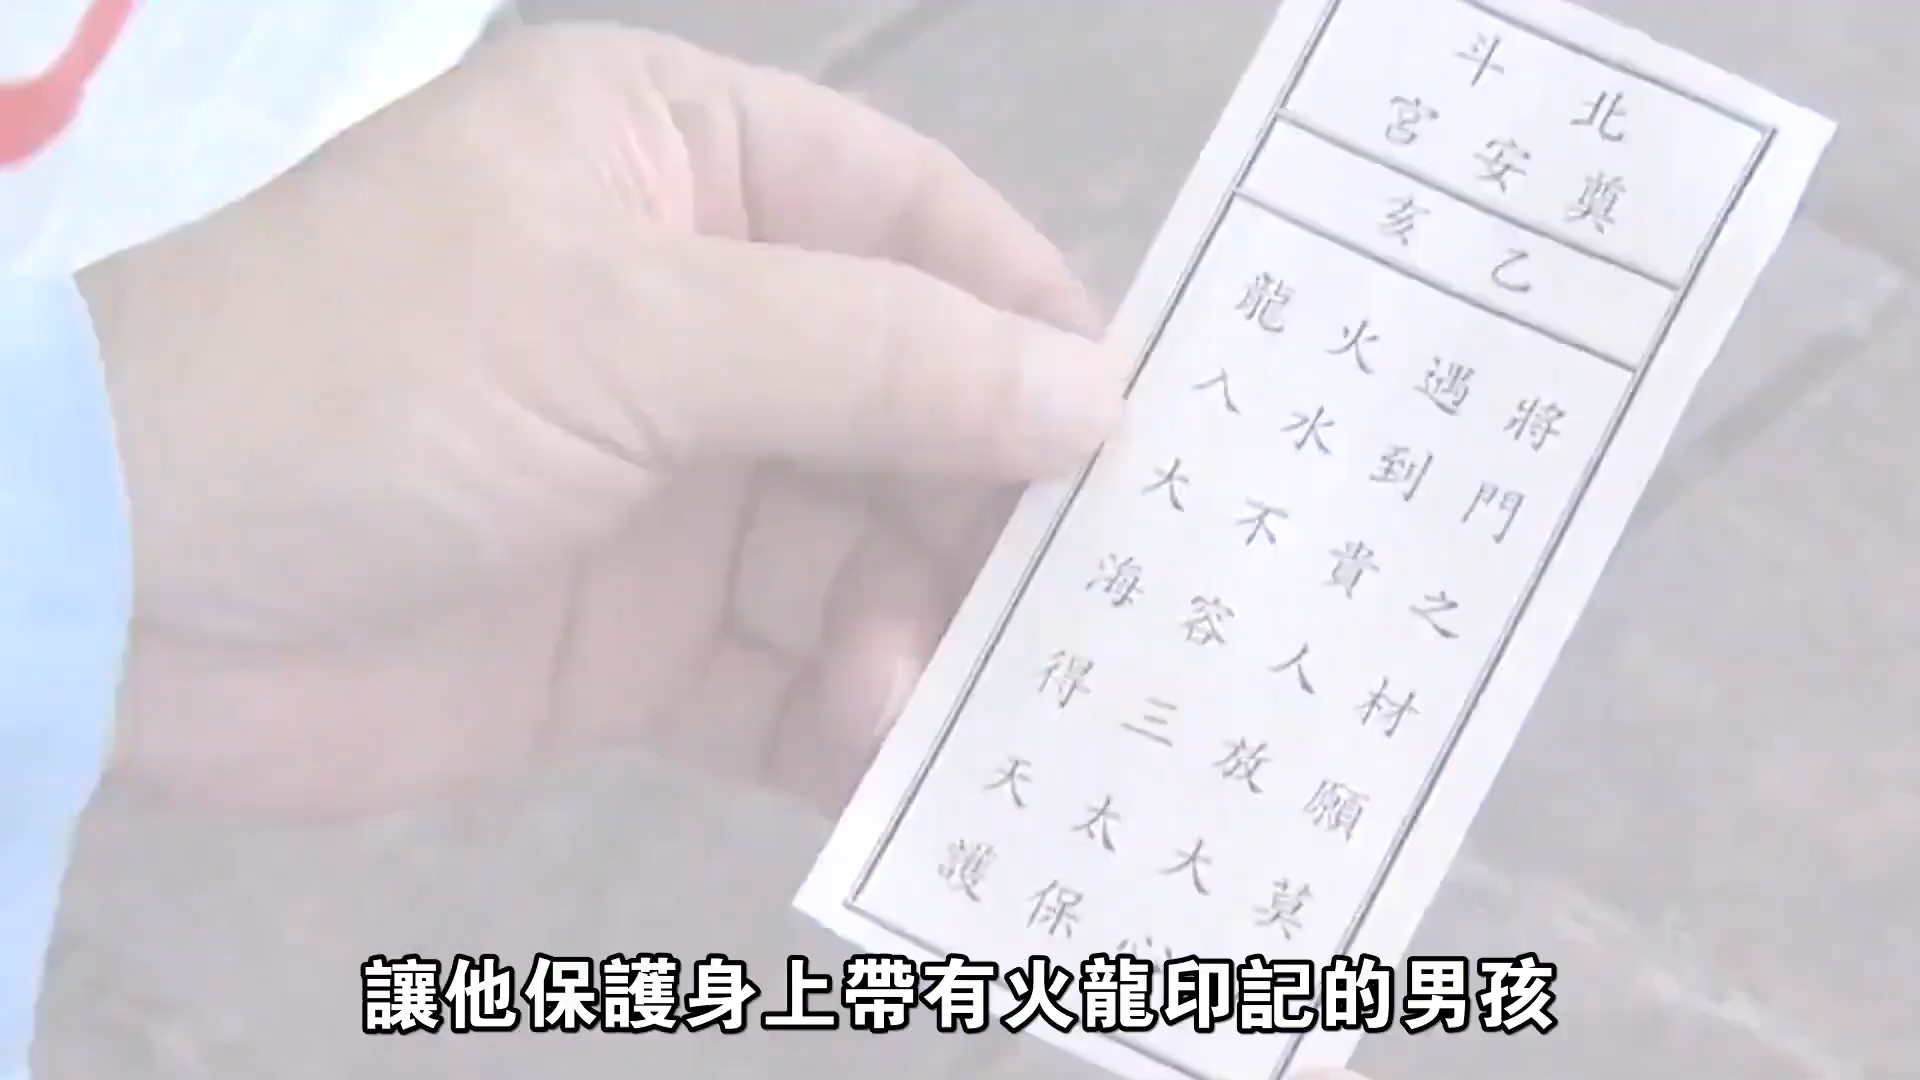 北斗
奠安宮
乙亥
將門之材願莫
遇到貴人放大心
火水不容三太保
龍入大海得天護
讓他保護身上帶有火龍印記的男孩